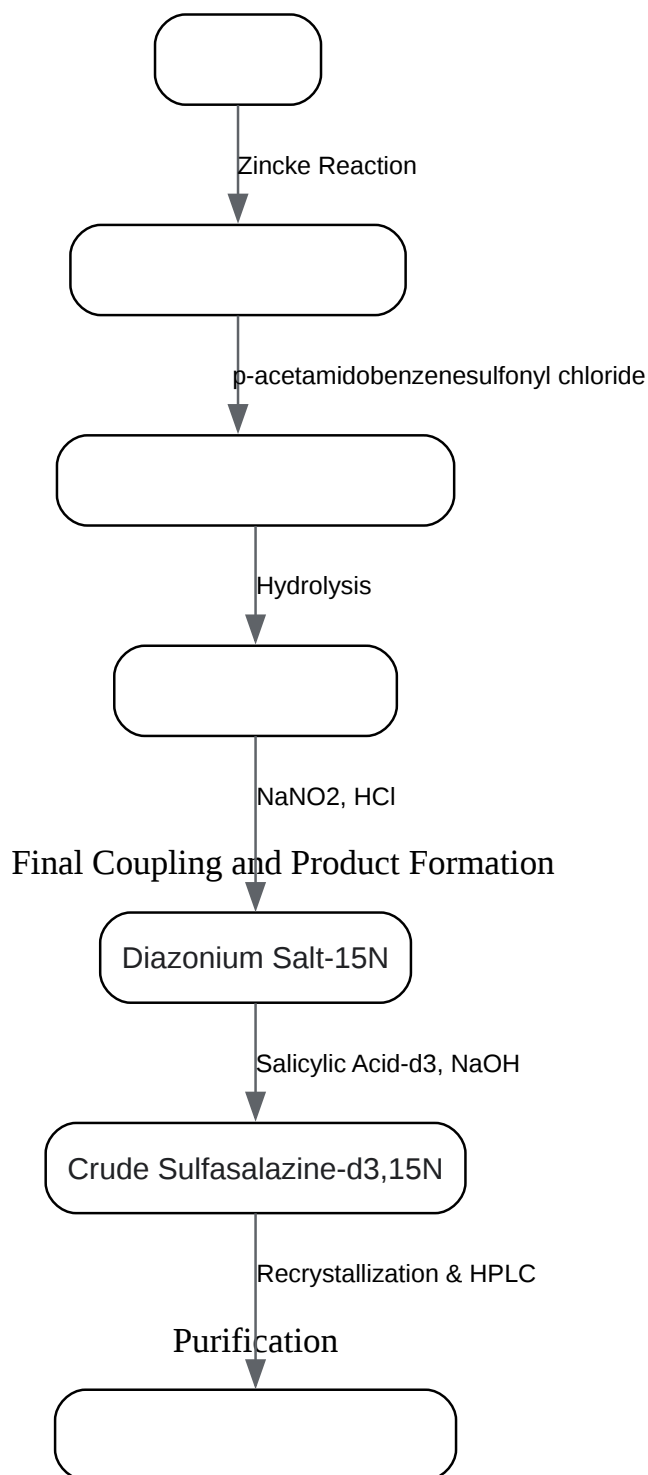 Zincke Reaction
p-acetamidobenzenesulfonyl chloride
Hydrolysis
NaNO2, HCl
Final Coupling and Product Formation
Diazonium Salt-15N
Salicylic Acid-d3, NaOH
Crude Sulfasalazine-d3,15N
Recrystallization & HPLC
Purification